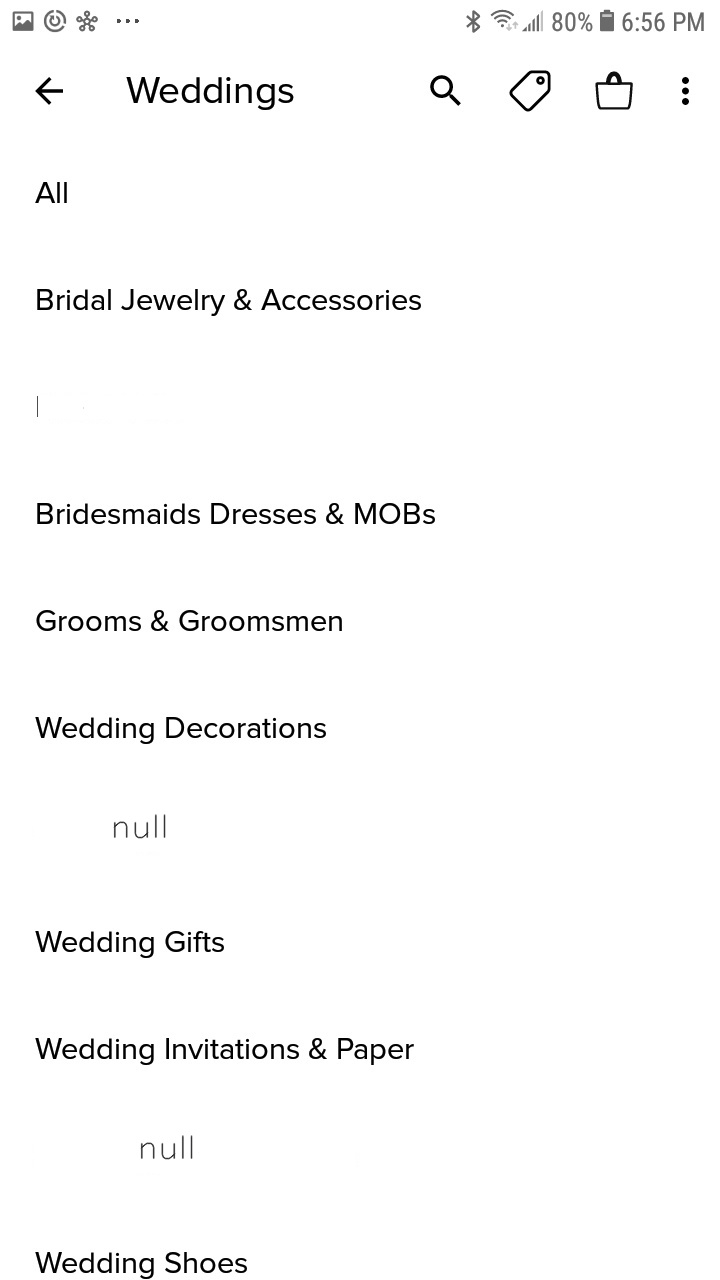 80% 6:56 PM
Weddings
All
Bridal Jewelry & Accessories
Bridesmaids Dresses & MOBs
Grooms & Groomsmen
Wedding Decorations
null
Wedding Gifts
Wedding Invitations & Paper
null
Wedding Shoes